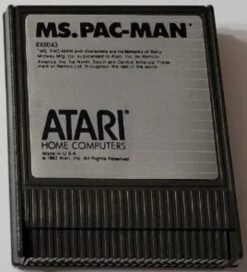 MS. PAC-MAN*
RX8043
*MS. PAC-MAN and characters are trademarks of Bally
Midway Mfg. Co. sublicensed to Atari, Inc. by Namco-
America, Inc. for North, South and Central America. Trade-
mark of Namco Ltd. throughout the rest of the world.
ATARI®
HOME COMPUTERS
Made in U.S.A.
© 1983 Atari, Inc. All Rights Reserved